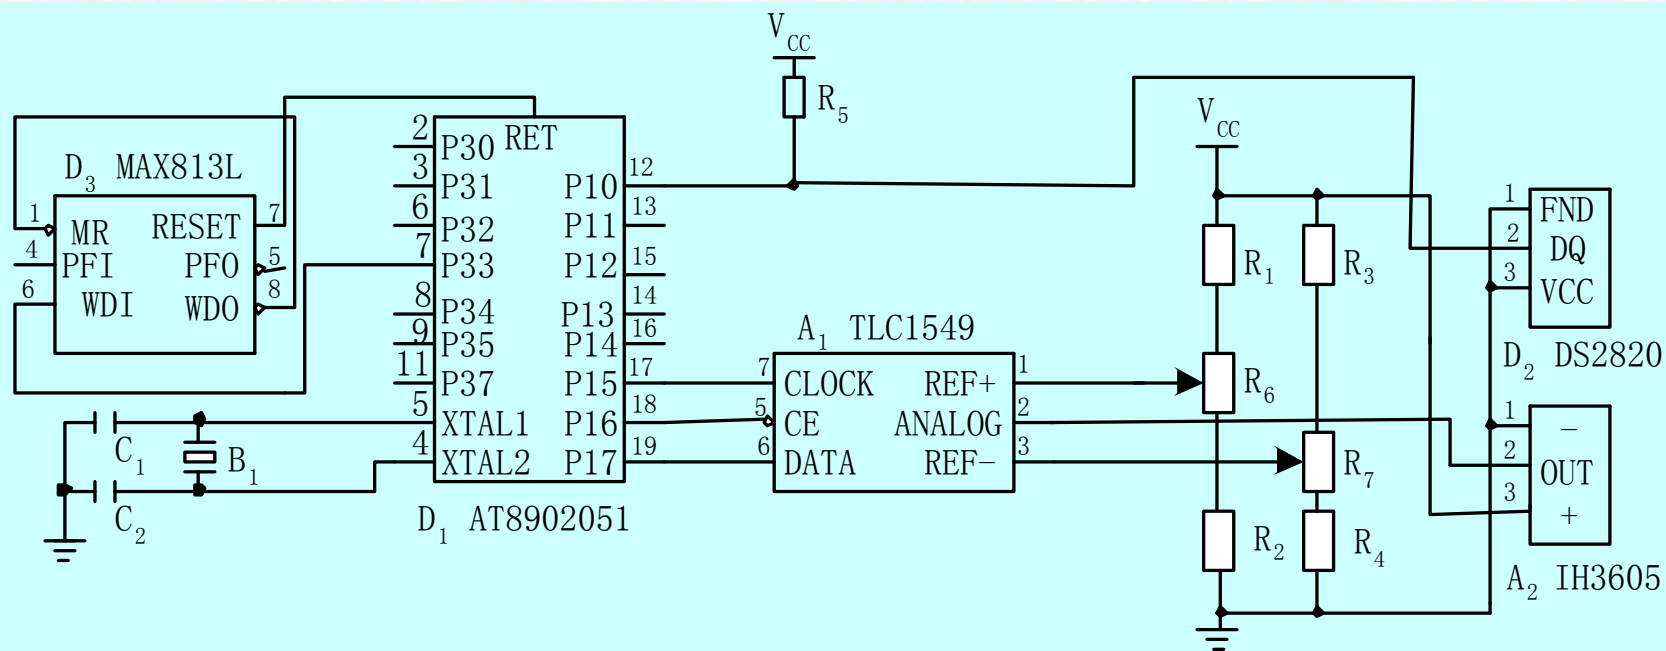 V CC
R5
V CC
D3 MAX813L
1 MR RESET 7
4 PFI PFO 5
6 WDI WDO 8
RET
2 P30
3 P31 P10 12
6 P32 P11 13
7 P33 P12 15
8 P34 P13 14
9 P35 P14 16
11 P37 P15 17
5 XTAL1 P16 18
4 XTAL2 P17 19
D1 AT8902051
C1
B1
C2
A1 TLC1549
7 CLOCK REF+ 1
5 CE ANALOG 2
6 DATA REF- 3
R1
R3
R6
R7
R2
R4
1 FND
2 DQ
3 VCC
D2 DS2820
1 -
2 OUT
3 +
A2 IH3605